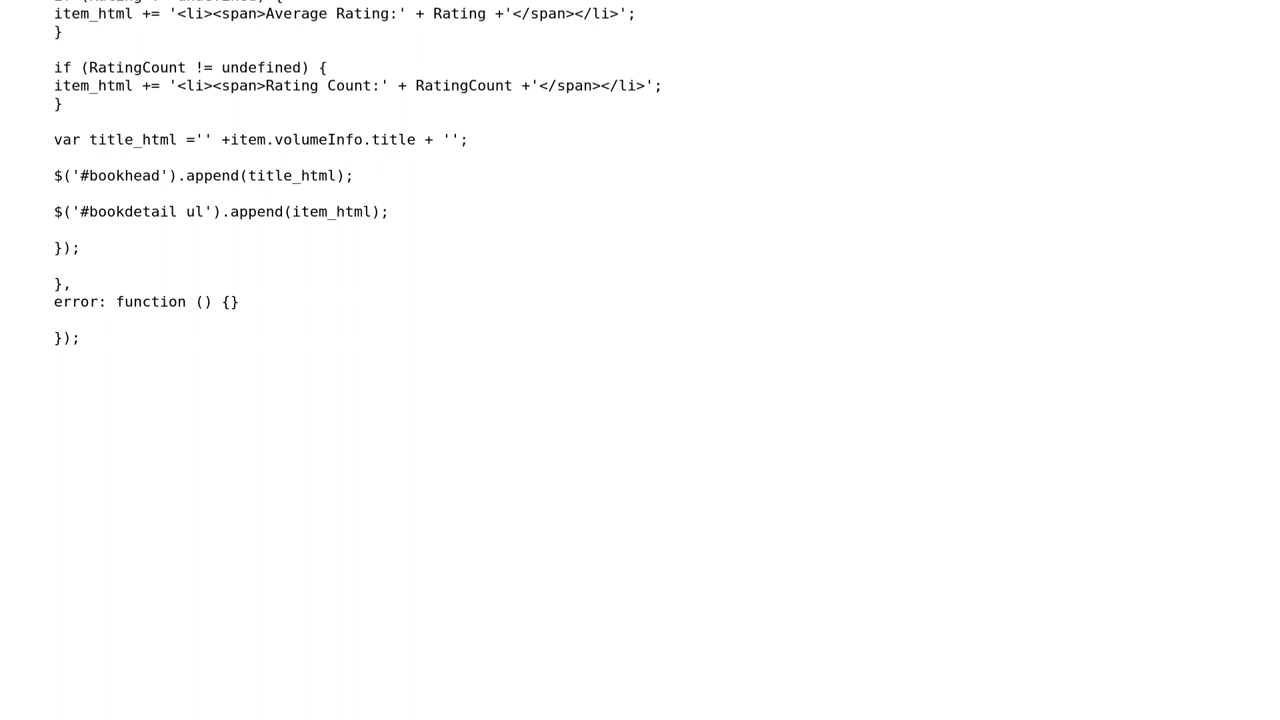 item_html += '<li><span>Average Rating:' + Rating +'</span></li>';
}
if (RatingCount != undefined) {
item_html += '<li><span>Rating Count:' + RatingCount +'</span></li>';
}
var title_html ='' +item.volumeInfo.title + '';
$('#bookhead').append(title_html);
$('#bookdetail ul').append(item_html);
});
},
error: function () {}
});